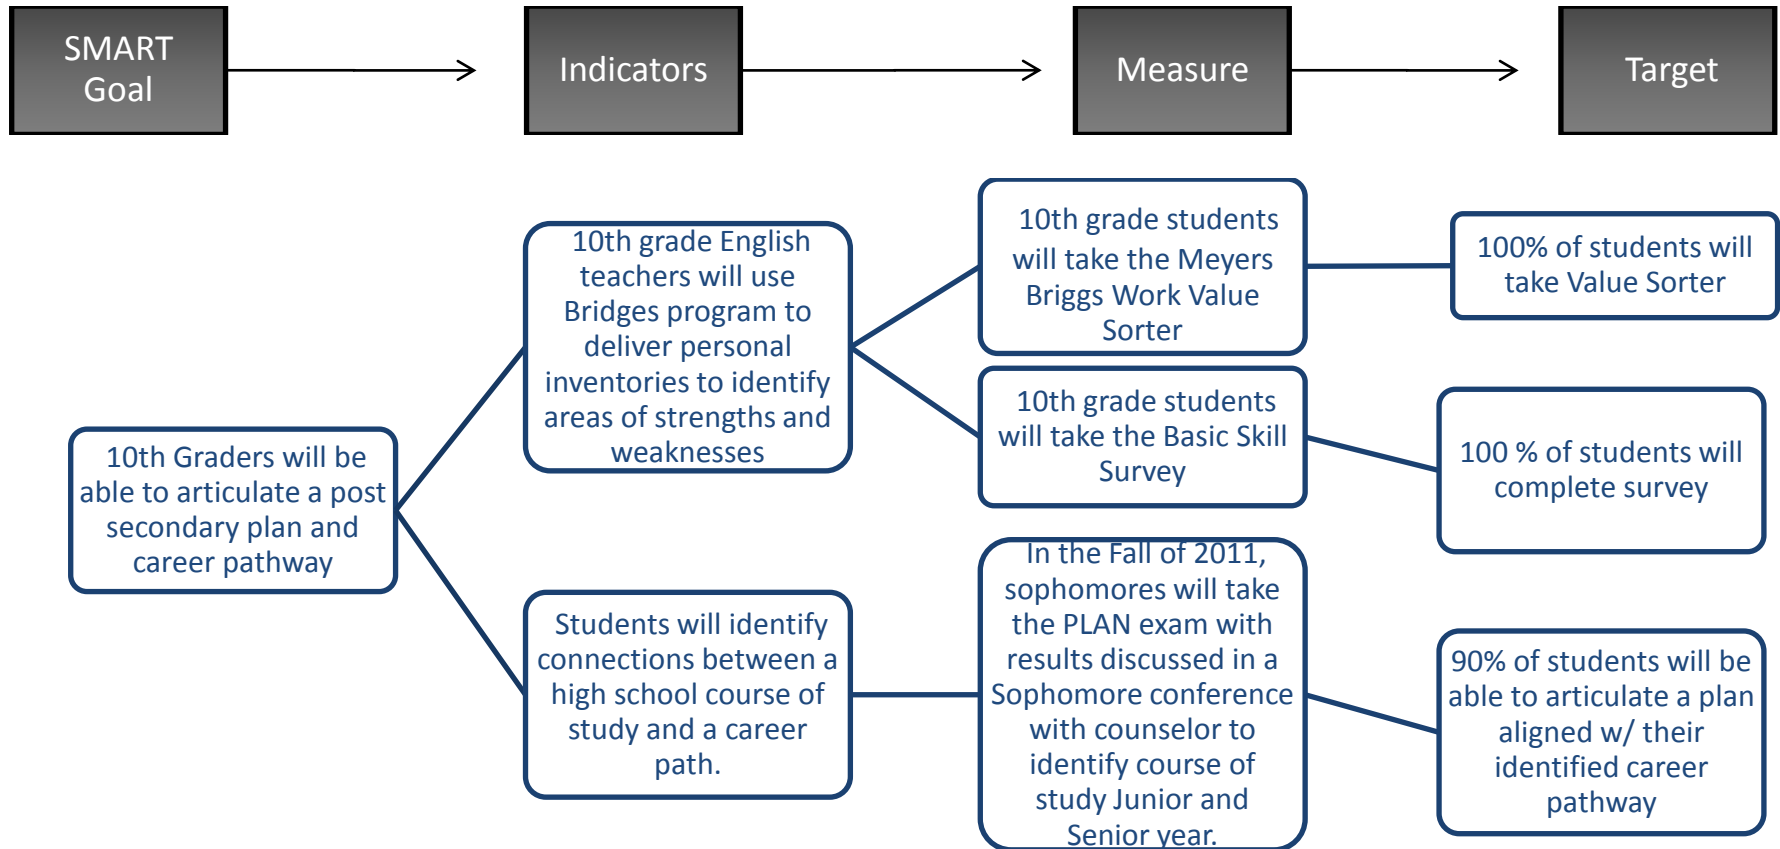 SMART
Goal
Indicators
Measure
Target
10th Graders will be
able to articulate a post
secondary plan and
career pathway
10th grade English
teachers will use
Bridges program to
deliver personal
inventories to identify
areas of strengths and
weaknesses
10th grade students
will take the Meyers
Briggs Work Value
Sorter
100% of students will
take Value Sorter
10th grade students
will take the Basic Skill
Survey
100 % of students will
complete survey
Students will identify
connections between a
high school course of
study and a career
path.
In the Fall of 2011,
sophomores will take
the PLAN exam with
results discussed in a
Sophomore conference
with counselor to
identify course of
study Junior and
Senior year.
90% of students will be
able to articulate a plan
aligned w/ their
identified career
pathway